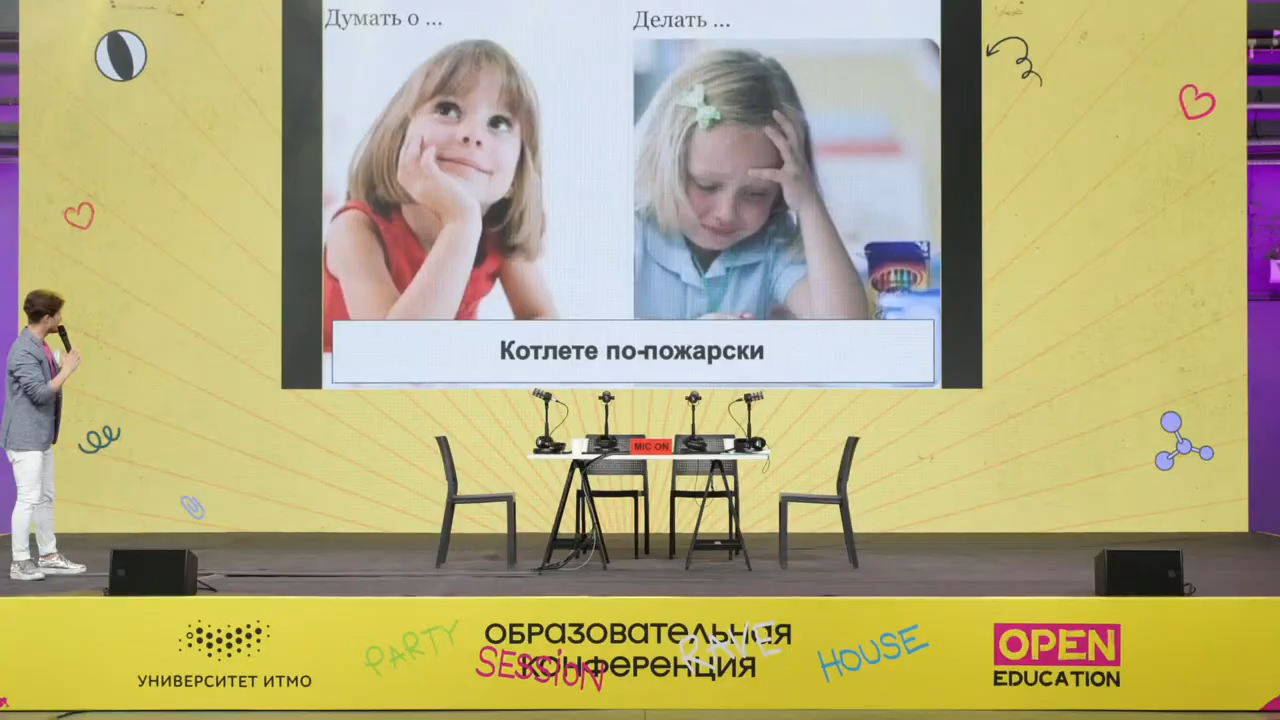 Думать о ...
Делать ...
Котлете по-пожарски
MIC ON
УНИВЕРСИТЕТ ИТМО
PARTY
SESSION
ОБРАЗОВАТЕЛЬНАЯ
КОНФЕРЕНЦИЯ
RAVE
HOUSE
OPEN
EDUCATION